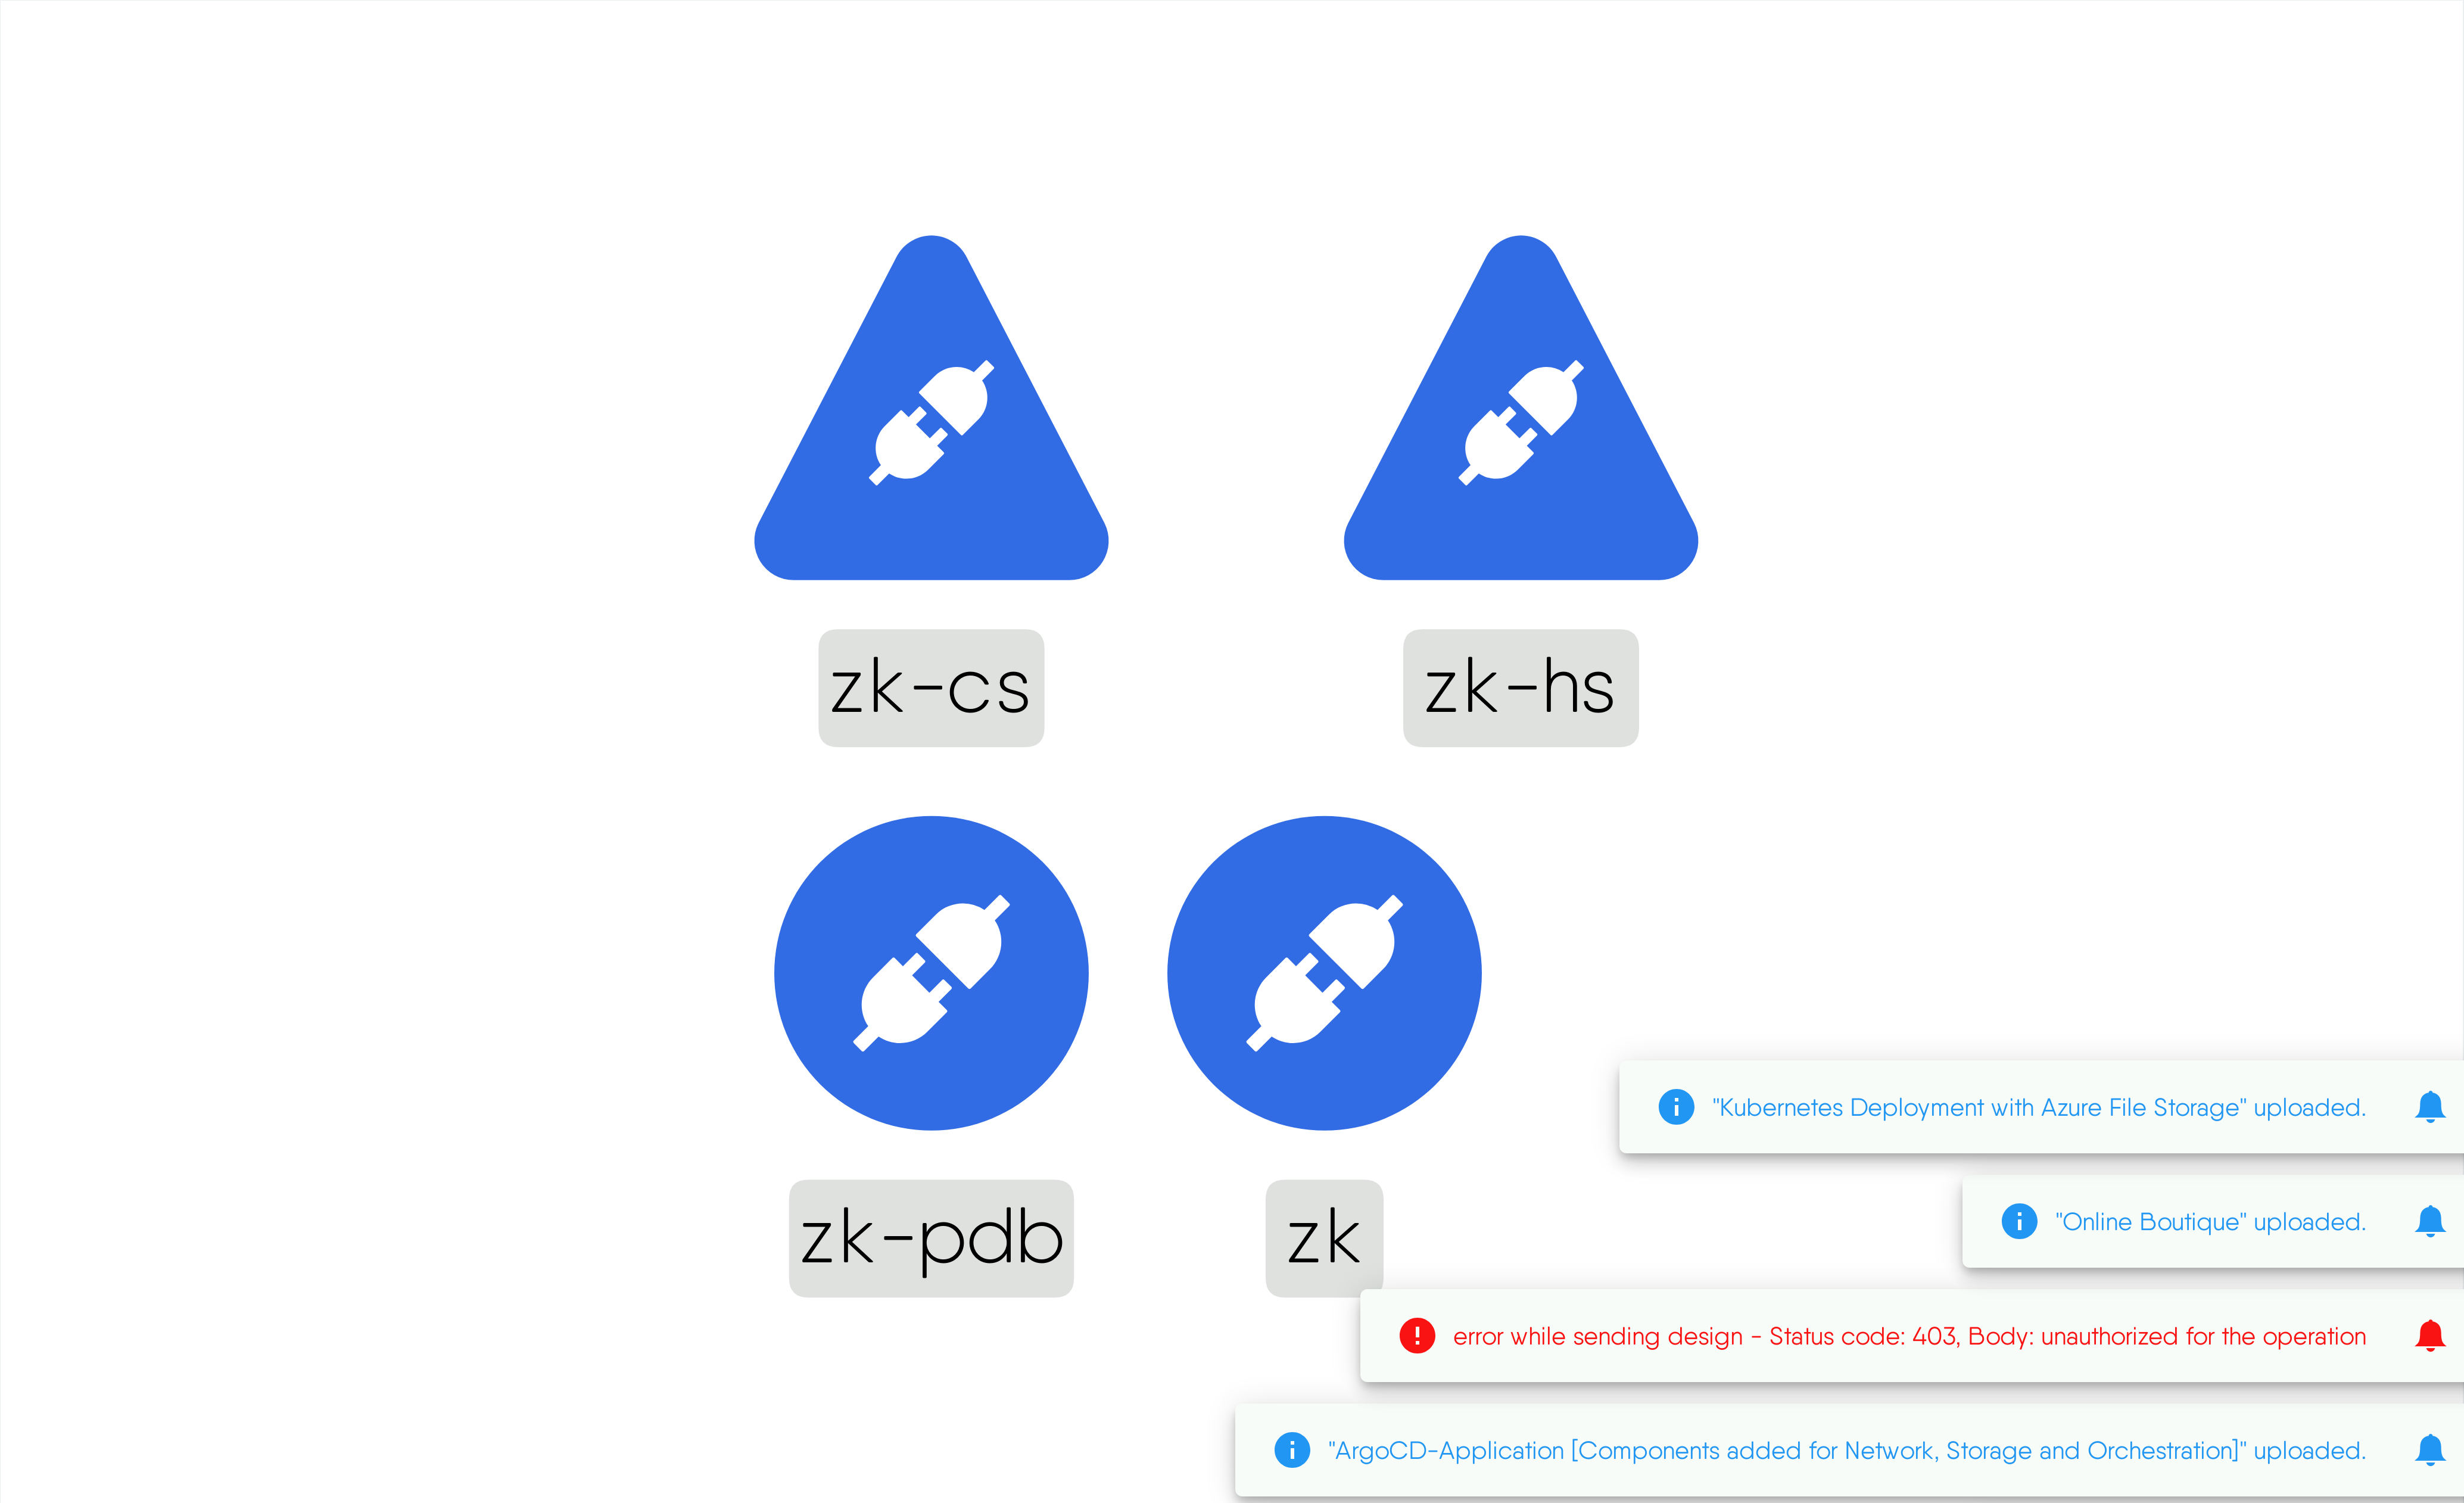 zk-cs
zk-hs
zk-pdb
zk
"Kubernetes Deployment with Azure File Storage" uploaded.
"Online Boutique" uploaded.
error while sending design - Status code: 403, Body: unauthorized for the operation
"ArgoCD-Application [Components added for Network, Storage and Orchestration]" uploaded.